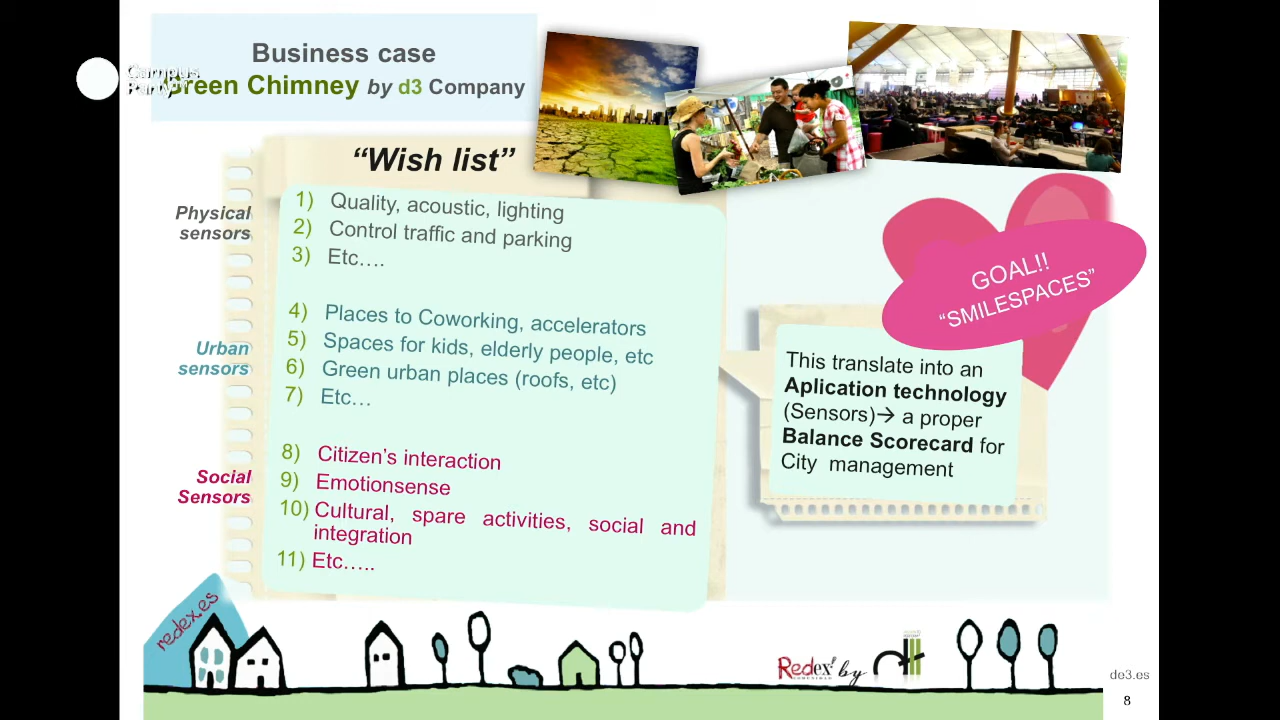 Business case
Green Chimney by d3 Company
Campus
Party
“Wish list”
Physical
sensors
1) Quality, acoustic, lighting
2) Control traffic and parking
3) Etc….
Urban
sensors
4) Places to Coworking, accelerators
5) Spaces for kids, elderly people, etc
6) Green urban places (roofs, etc)
7) Etc…
Social
Sensors
8) Citizen’s interaction
9) Emotionsense
10) Cultural, spare activities, social and
integration
11) Etc…..
GOAL!!
“SMILESPACES”
This translate into an
Aplication technology
(Sensors)→ a proper
Balance Scorecard for
City management
redex.es
Redex by
COMUNIDAD
de3.es
8